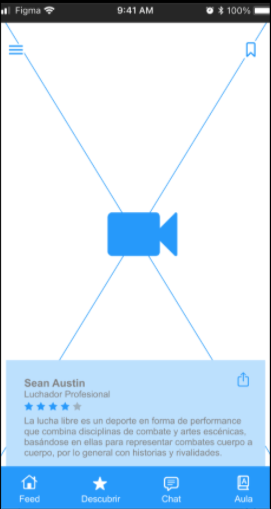 Figma 9:41 AM 100%
Sean Austin
Luchador Profesional
La lucha libre es un deporte en forma de performance
que combina disciplinas de combate y artes escénicas,
basándose en ellas para representar combates cuerpo a
cuerpo, por lo general con historias y rivalidades.
Feed Descubrir Chat Aula